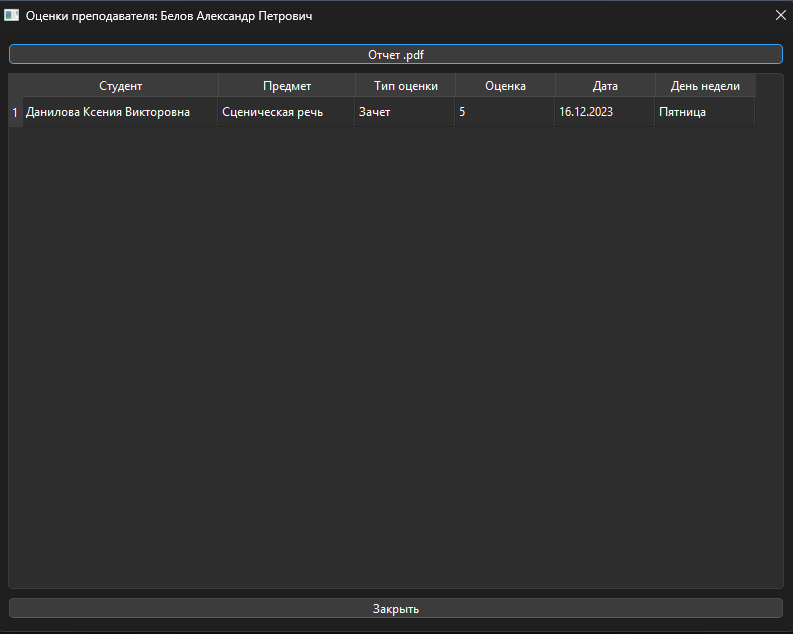 Оценки преподавателя: Белов Александр Петрович
Отчет .pdf
Студент Предмет Тип оценки Оценка Дата День недели
1 Данилова Ксения Викторовна Сценическая речь Зачет 5 16.12.2023 Пятница
Закрыть